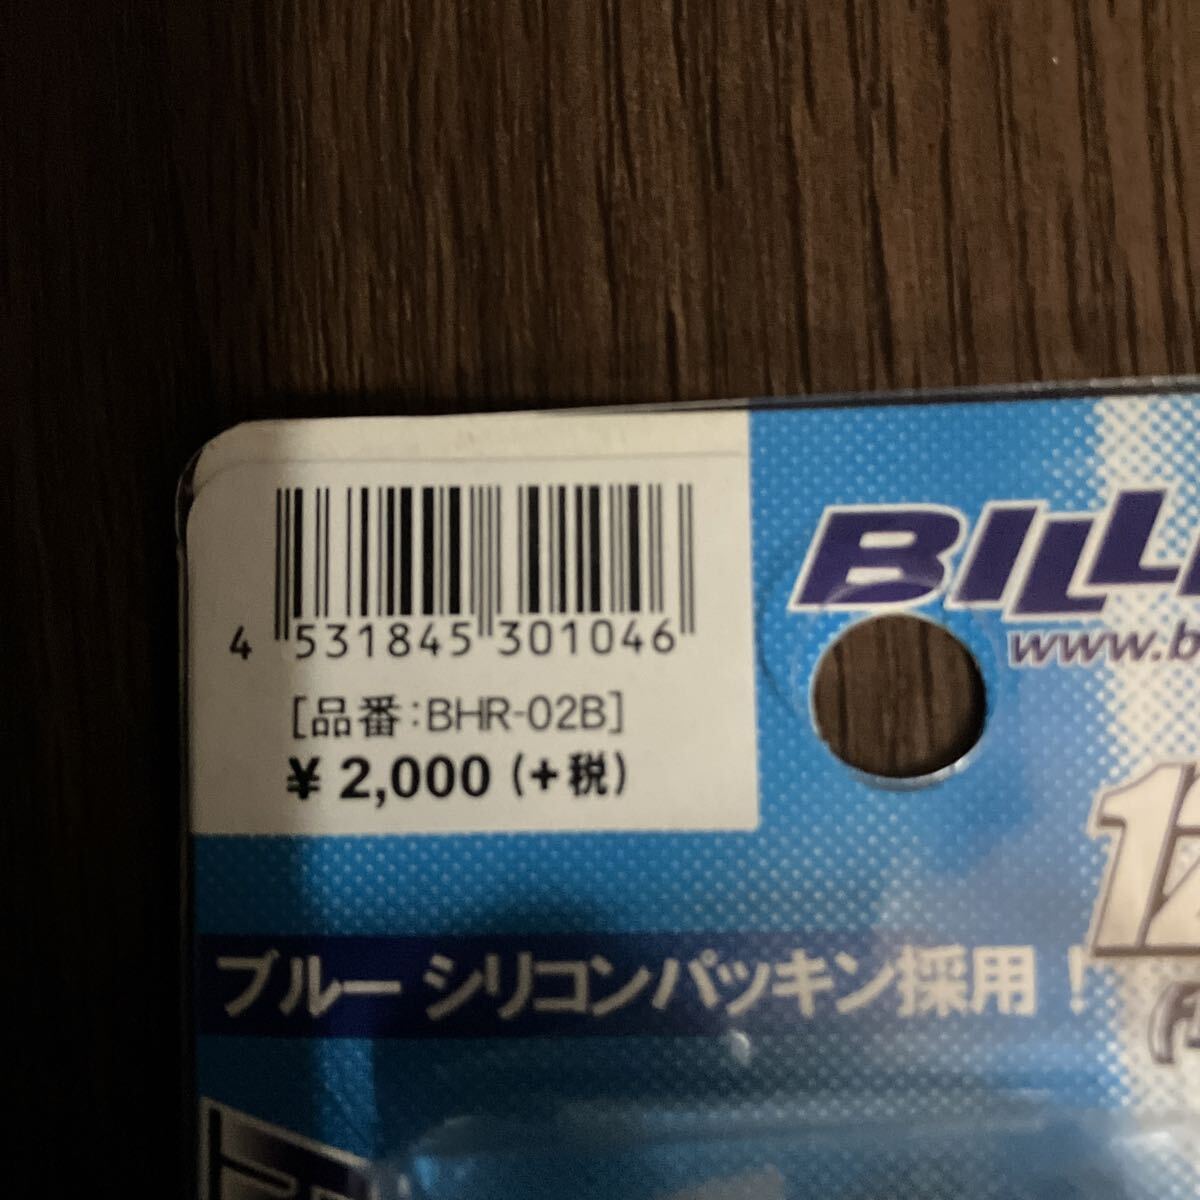 4 531845 301046
[品番:BHR-02B]
¥ 2,000 (+税)
BILL
www.b
ブルー シリコンパッキン採用！